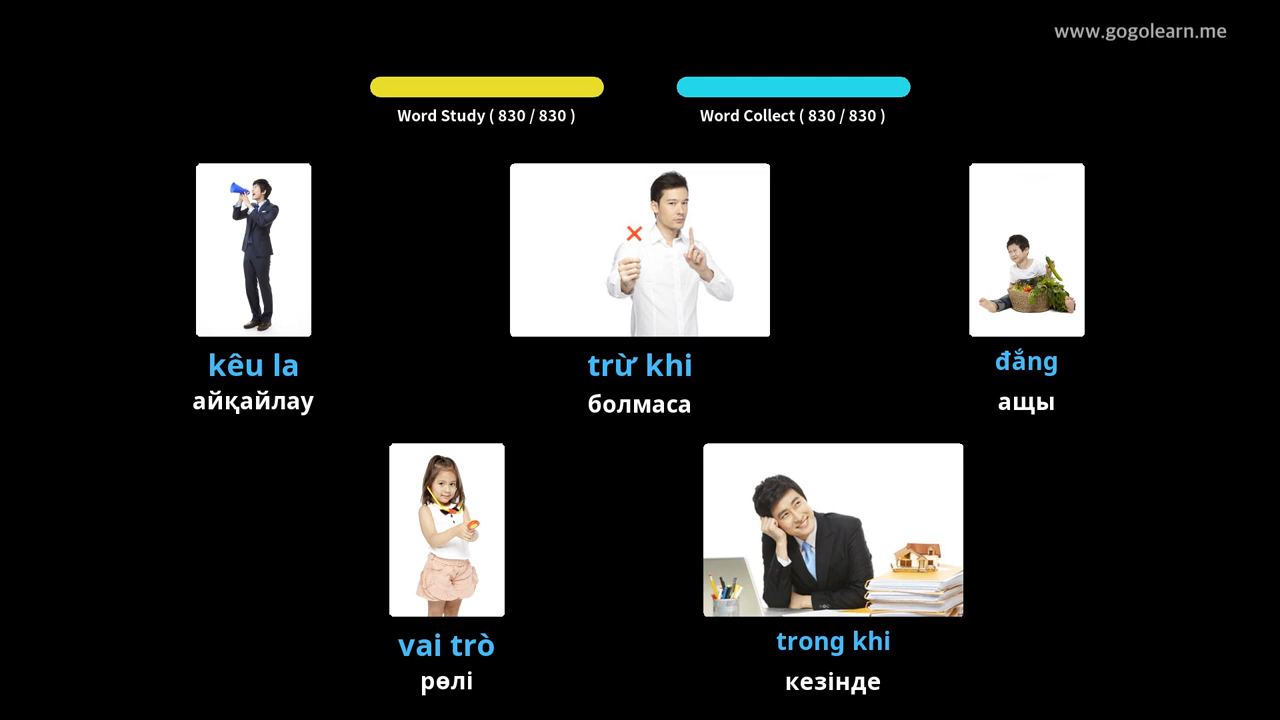 www.gogolearn.me
Word Study ( 830 / 830 )
Word Collect ( 830 / 830 )
kêu la
айқайлау
trừ khi
болмаса
đắng
ащы
vai trò
рөлі
trong khi
кезінде